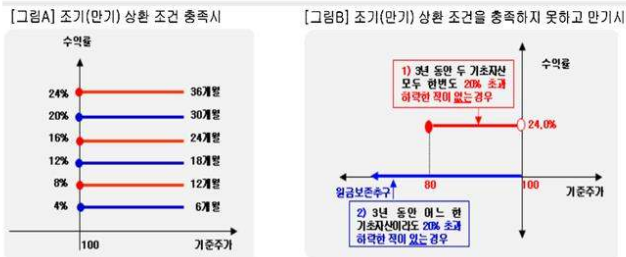 [그림A] 조기(만기) 상환 조건 충족시
수익률
24% 36개월
20% 30개월
16% 24개월
12% 18개월
8% 12개월
4% 6개월
100 기준주가
[그림B] 조기(만기) 상환 조건을 충족하지 못하고 만기시
수익률
1) 3년 동안 두 기초자산
모두 한번도 20% 초과
하락한 적이 없는 경우
24.0%
원금보존추구 80 100 기준주가
2) 3년 동안 어느 한
기초자산이라도 20% 초과
하락한 적이 있는 경우